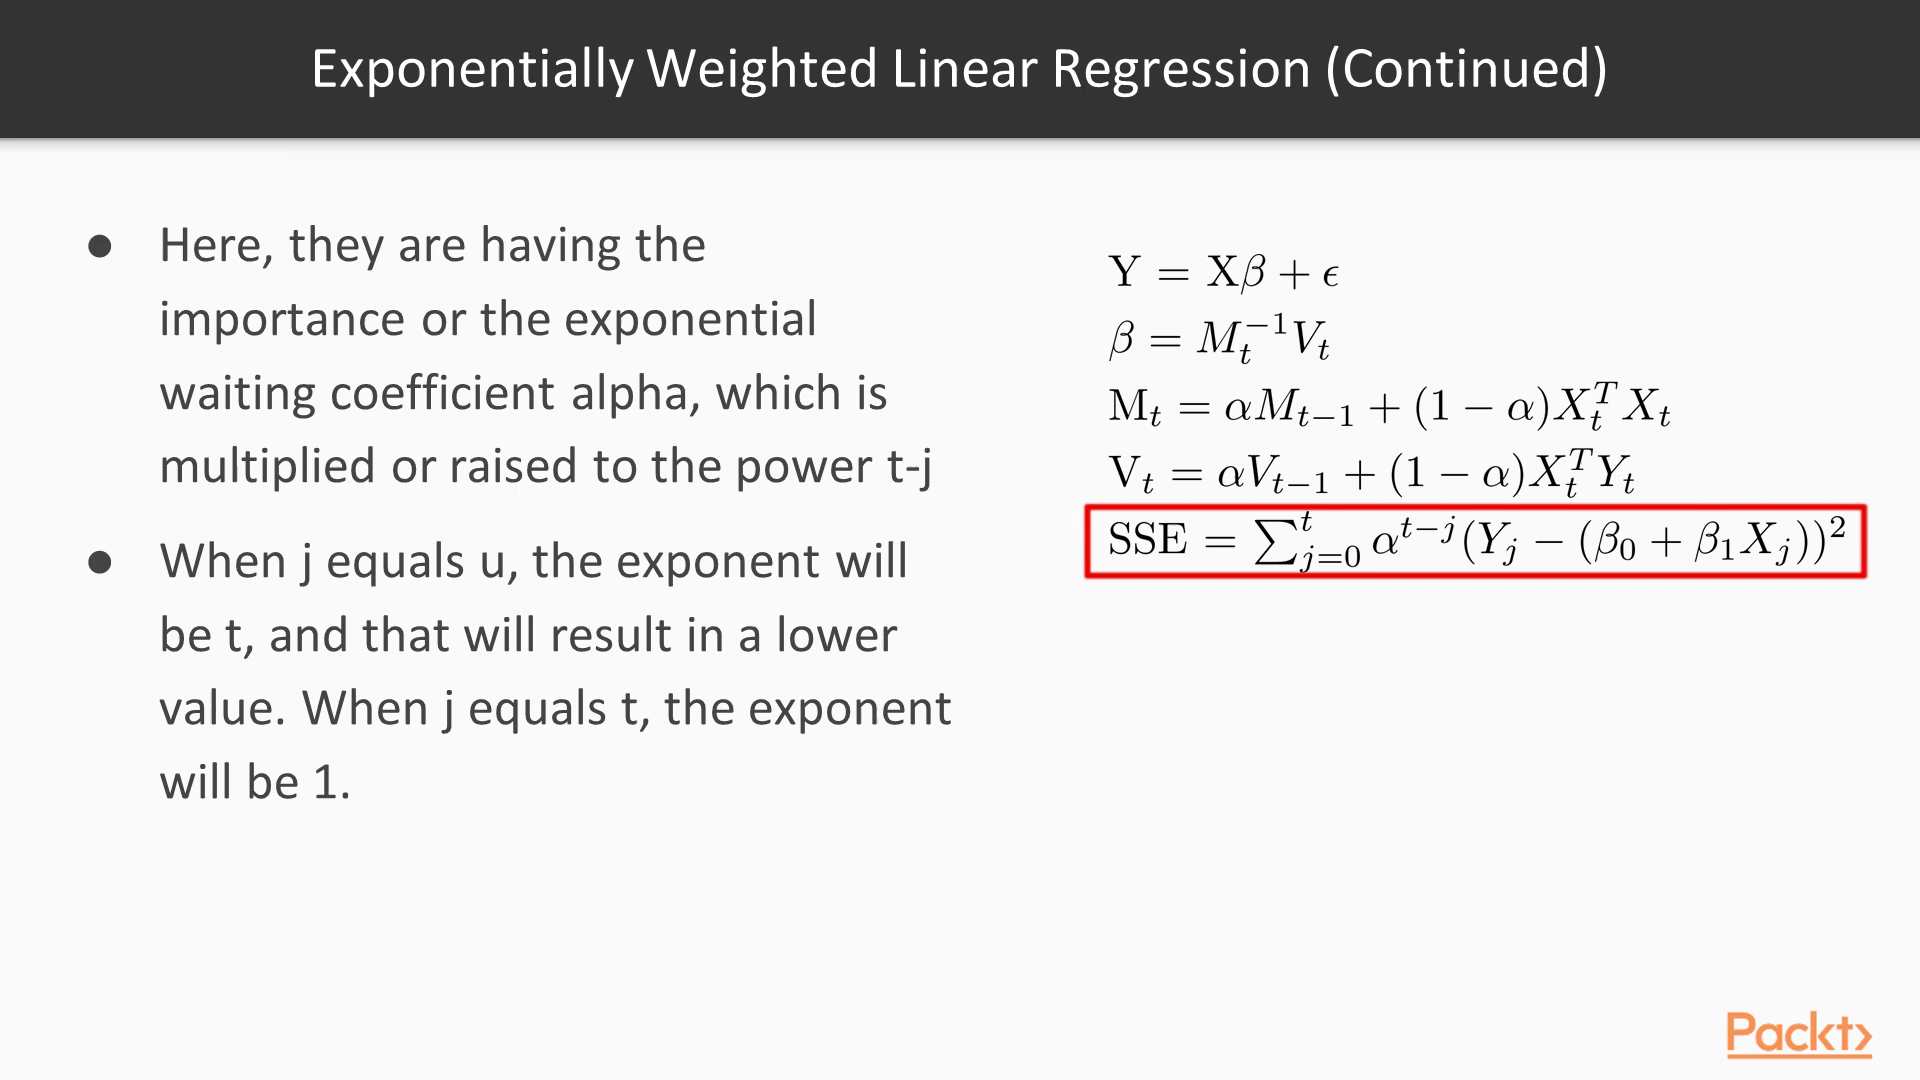 Exponentially Weighted Linear Regression (Continued)
● Here, they are having the
importance or the exponential
waiting coefficient alpha, which is
multiplied or raised to the power t-j
● When j equals u, the exponent will
be t, and that will result in a lower
value. When j equals t, the exponent
will be 1.
Y = Xβ + ϵ
β = M_t^{−1}V_t
M_t = αM_{t−1} + (1 − α)X_t^T X_t
V_t = αV_{t−1} + (1 − α)X_t^T Y_t
SSE = ∑_{j=0}^t α^{t−j}(Y_j − (β_0 + β_1X_j))^2
Packt>